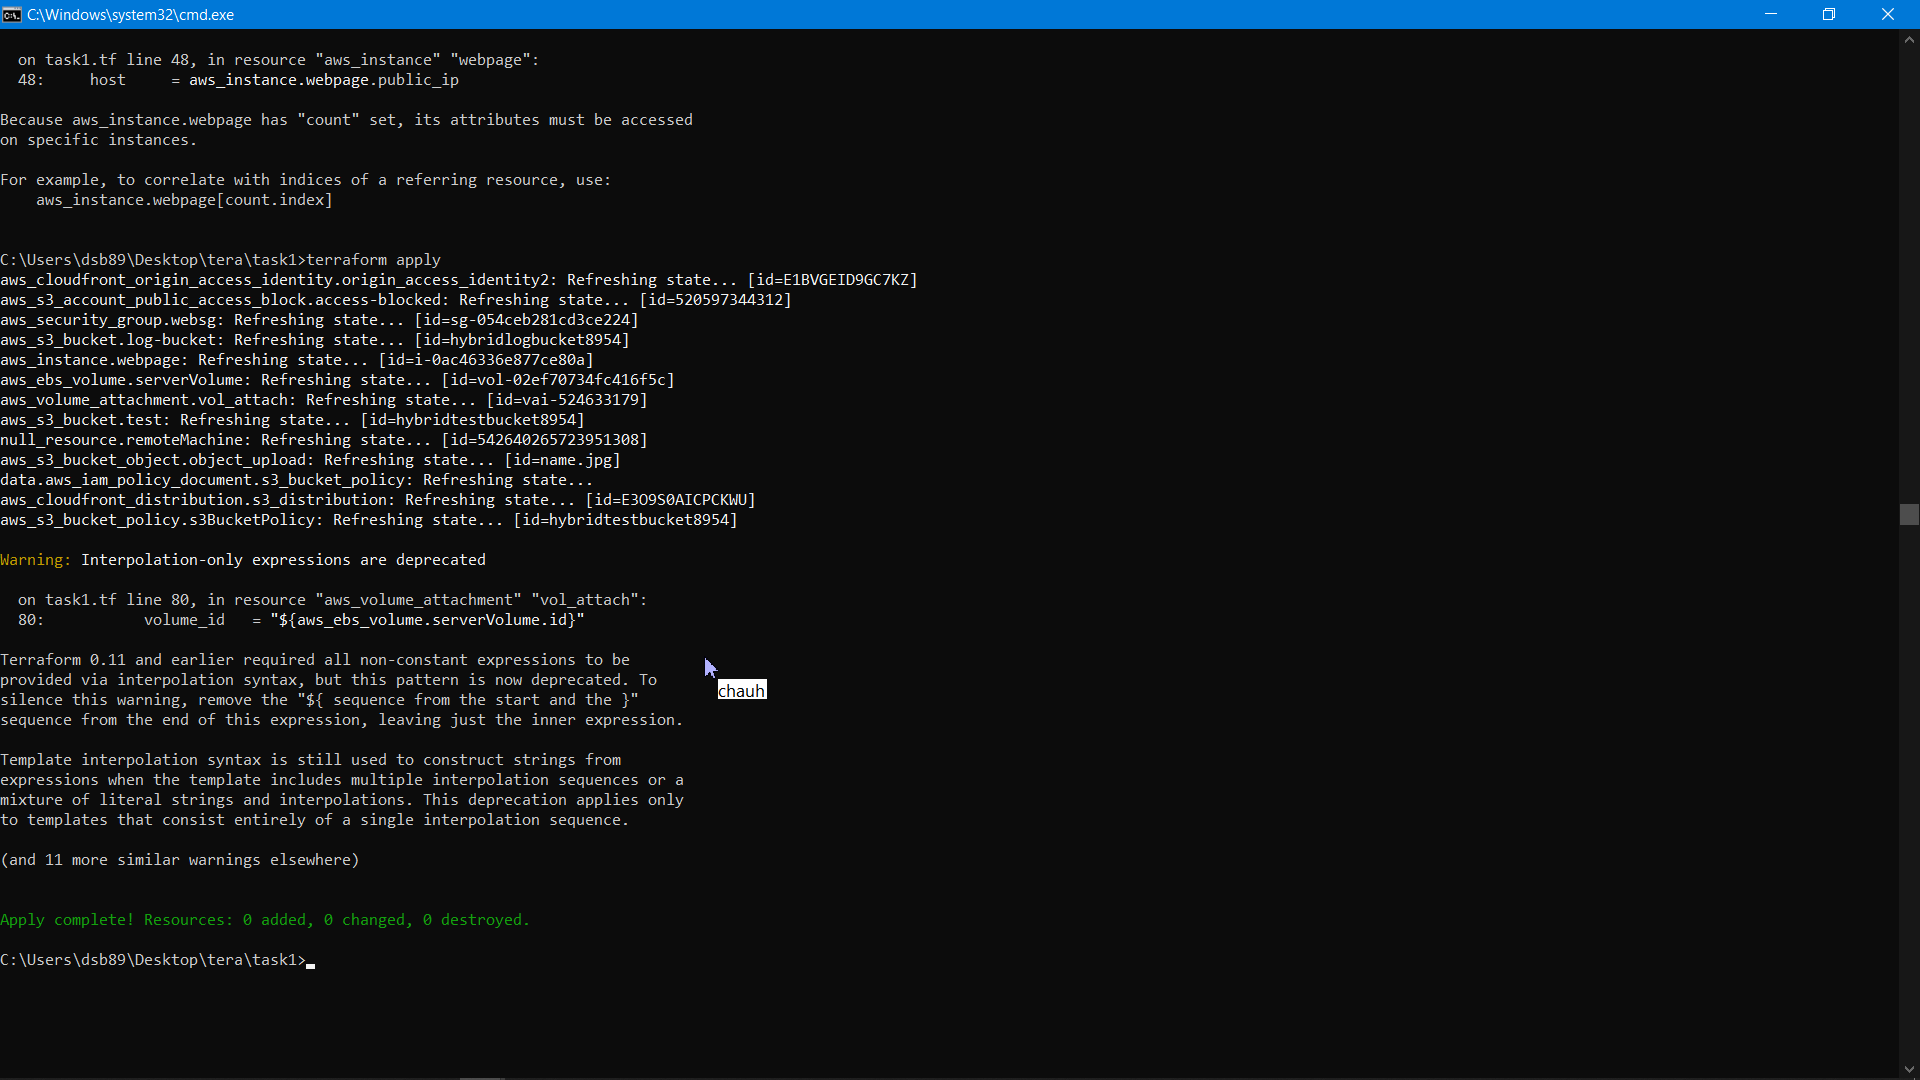 C:\Windows\system32\cmd.exe
on task1.tf line 48, in resource "aws_instance" "webpage":
48:     host     = aws_instance.webpage.public_ip
Because aws_instance.webpage has "count" set, its attributes must be accessed
on specific instances.
For example, to correlate with indices of a referring resource, use:
aws_instance.webpage[count.index]
C:\Users\dsb89\Desktop\tera\task1>terraform apply
aws_cloudfront_origin_access_identity.origin_access_identity2: Refreshing state... [id=E1BVGEID9GC7KZ]
aws_s3_account_public_access_block.access-blocked: Refreshing state... [id=520597344312]
aws_security_group.websg: Refreshing state... [id=sg-054ceb281cd3ce224]
aws_s3_bucket.log-bucket: Refreshing state... [id=hybridlogbucket8954]
aws_instance.webpage: Refreshing state... [id=i-0ac46336e877ce80a]
aws_ebs_volume.serverVolume: Refreshing state... [id=vol-02ef70734fc416f5c]
aws_volume_attachment.vol_attach: Refreshing state... [id=vai-524633179]
aws_s3_bucket.test: Refreshing state... [id=hybridtestbucket8954]
null_resource.remoteMachine: Refreshing state... [id=542640265723951308]
aws_s3_bucket_object.object_upload: Refreshing state... [id=name.jpg]
data.aws_iam_policy_document.s3_bucket_policy: Refreshing state...
aws_cloudfront_distribution.s3_distribution: Refreshing state... [id=E3O9S0AICPCKWU]
aws_s3_bucket_policy.s3BucketPolicy: Refreshing state... [id=hybridtestbucket8954]
Warning: Interpolation-only expressions are deprecated
on task1.tf line 80, in resource "aws_volume_attachment" "vol_attach":
80:           volume_id   = "${aws_ebs_volume.serverVolume.id}"
Terraform 0.11 and earlier required all non-constant expressions to be
provided via interpolation syntax, but this pattern is now deprecated. To
silence this warning, remove the "${ sequence from the start and the }"
sequence from the end of this expression, leaving just the inner expression.
chauh
Template interpolation syntax is still used to construct strings from
expressions when the template includes multiple interpolation sequences or a
mixture of literal strings and interpolations. This deprecation applies only
to templates that consist entirely of a single interpolation sequence.
(and 11 more similar warnings elsewhere)
Apply complete! Resources: 0 added, 0 changed, 0 destroyed.
C:\Users\dsb89\Desktop\tera\task1>